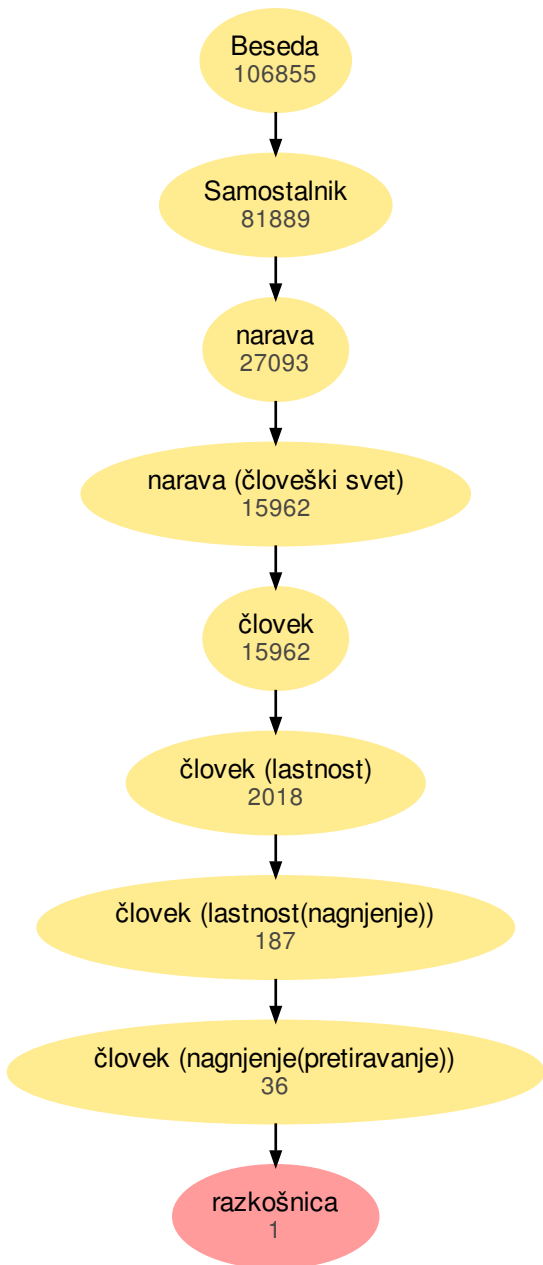 Beseda
106855
Samostalnik
81889
narava
27093
narava (človeški svet)
15962
človek
15962
človek (lastnost)
2018
človek (lastnost(nagnjenje))
187
človek (nagnjenje(pretiravanje))
36
razkošnica
1